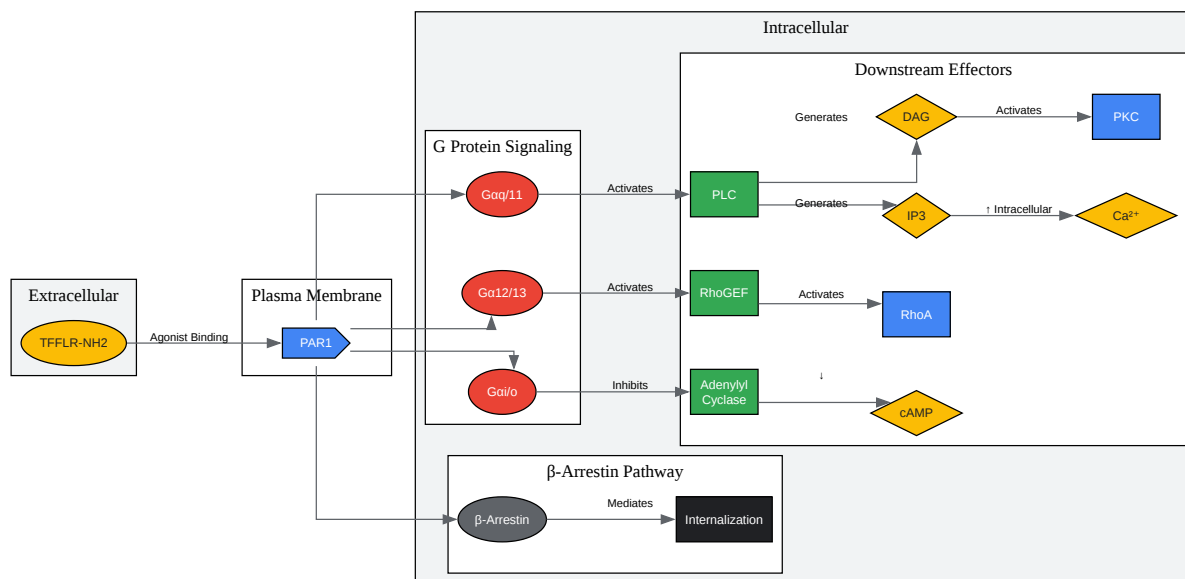 Intracellular
Downstream Effectors
Generates
DAG
Activates
PKC
G Protein Signaling
Gαq/11
Activates
PLC
Generates
IP3
↑ Intracellular
Ca²⁺
Extracellular
TFFLR-NH2
Agonist Binding
Plasma Membrane
PAR1
Gα12/13
Activates
RhoGEF
Activates
RhoA
Gαi/o
Inhibits
Adenylyl
Cyclase
↓
cAMP
β-Arrestin Pathway
β-Arrestin
Mediates
Internalization